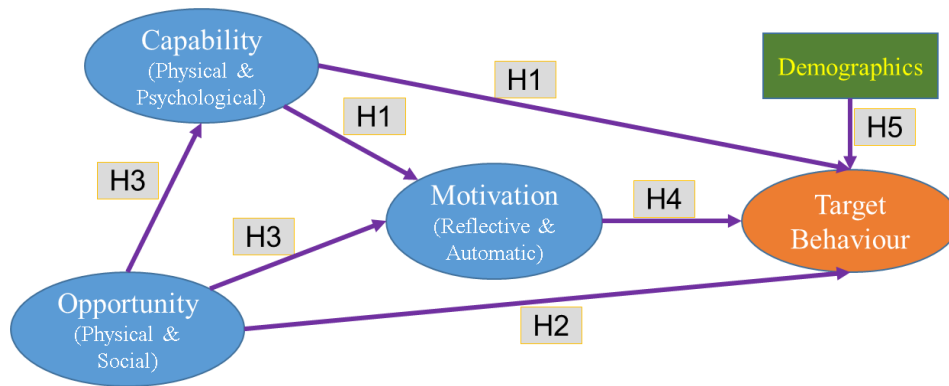 Capability
(Physical &
Psychological)
H1
Demographics
H1
H5
H3
Motivation
(Reflective &
Automatic)
H4
Target
Behaviour
H3
Opportunity
(Physical &
Social)
H2